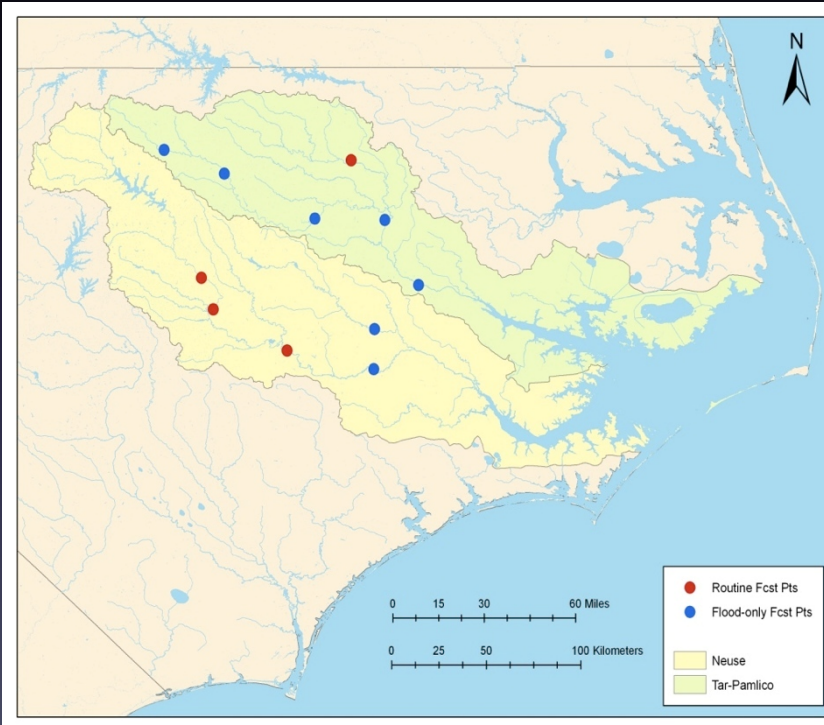 N
0 15 30 60 Miles
0 25 50 100 Kilometers
Routine Fcst Pts
Flood-only Fcst Pts
Neuse
Tar-Pamlico